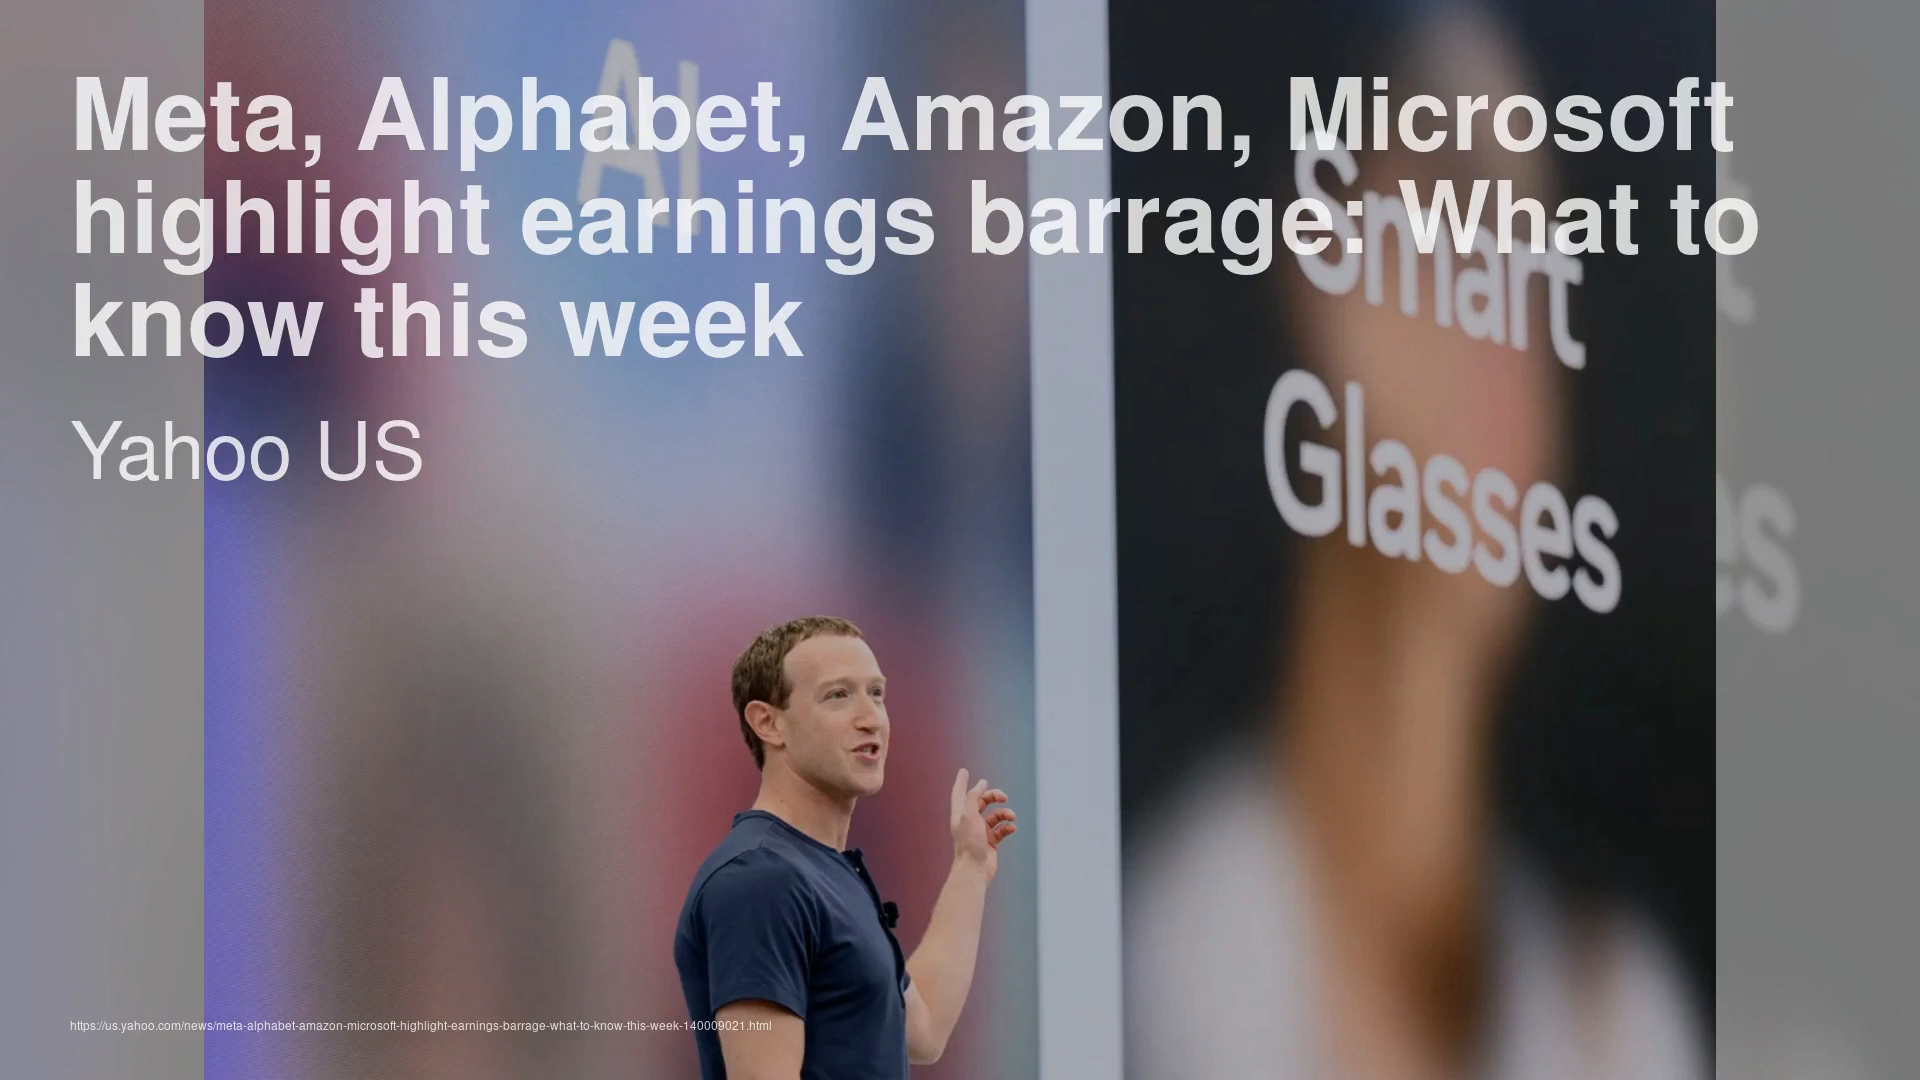 Meta, Alphabet, Amazon, Microsoft
highlight earnings barrage: What to
know this week
Yahoo US
AI
Smart
Glasses
https://us.yahoo.com/news/meta-alphabet-amazon-microsoft-highlight-earnings-barrage-what-to-know-this-week-140009021.html